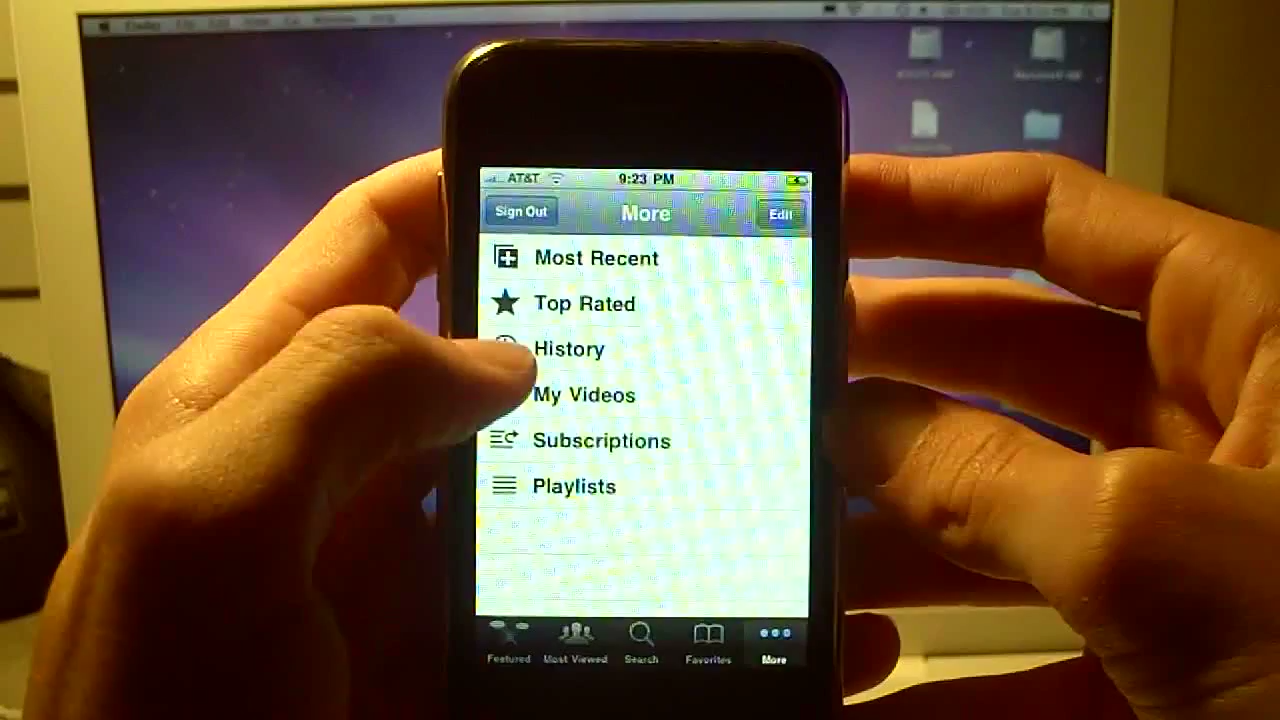 AT&T 9:23 PM
Sign Out More Edit
Most Recent
Top Rated
History
My Videos
Subscriptions
Playlists
Featured Most Viewed Search Favorites More